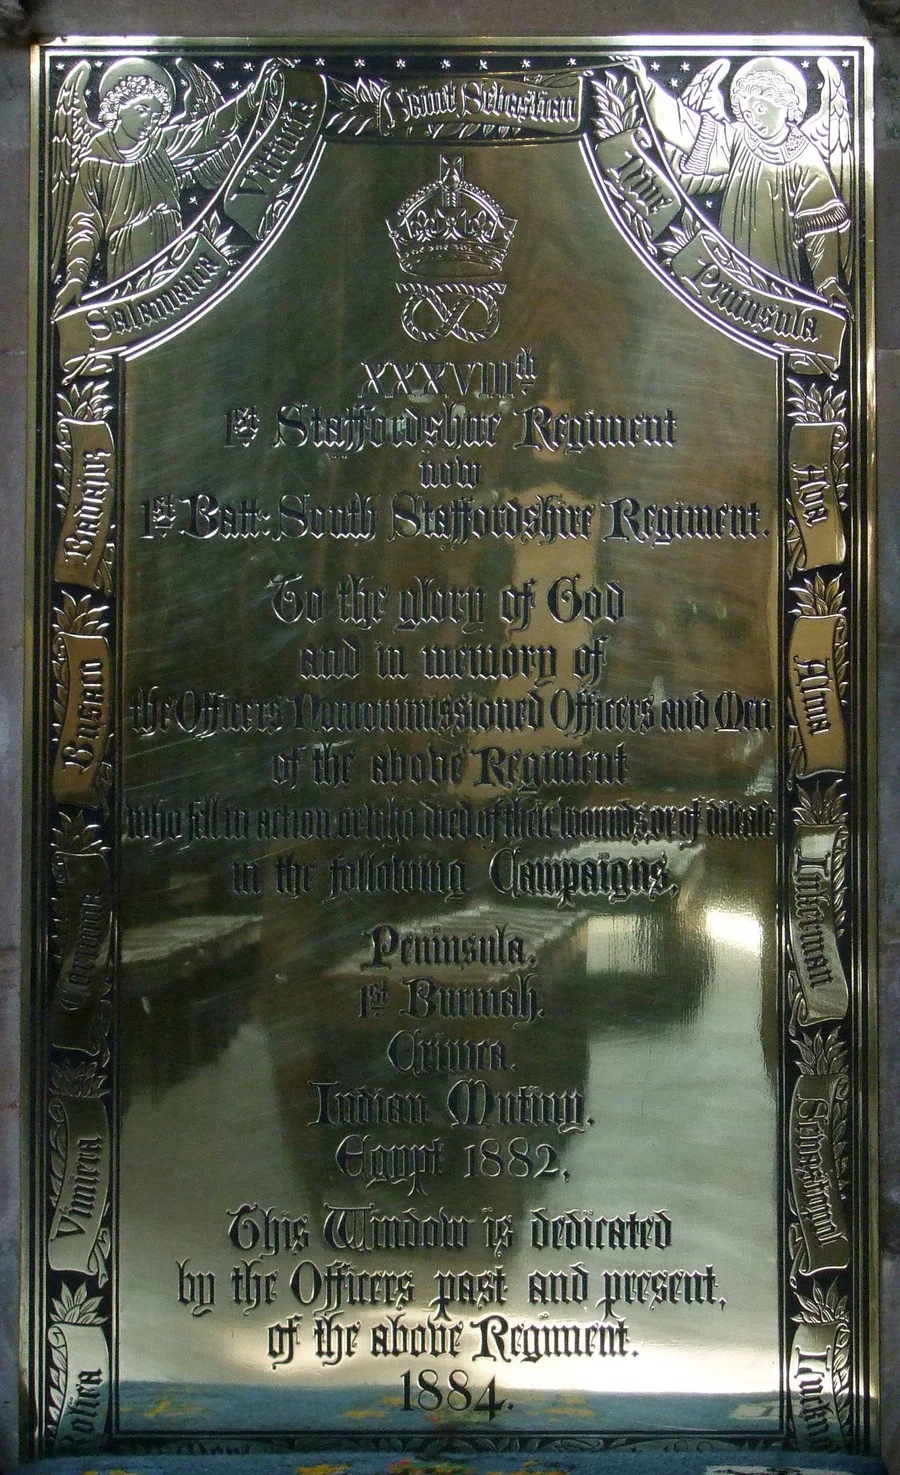 Saint Sebastian
Vittoria
Nive
Salamanca
Peninsula
XXXVIIIth
1st Staffordshire Regiment
now
1st Batt: South Staffordshire Regiment.
To the glory of God
and in memory of
the Officers Noncommissioned Officers and Men
of the above Regiment
who fell in action or who died of their wounds, or of disease
in the following Campaigns,
Peninsula.
1st Burmah.
Crimea.
Indian Mutiny.
Egypt 1882,
This Window is dedicated
by the Officers past and present,
of the above Regiment.
1884.
Badajos
Busaco
Corunna
Vimiera
Rolica
Ava
Alma
Inkerman
Sebastopol
Lucknow